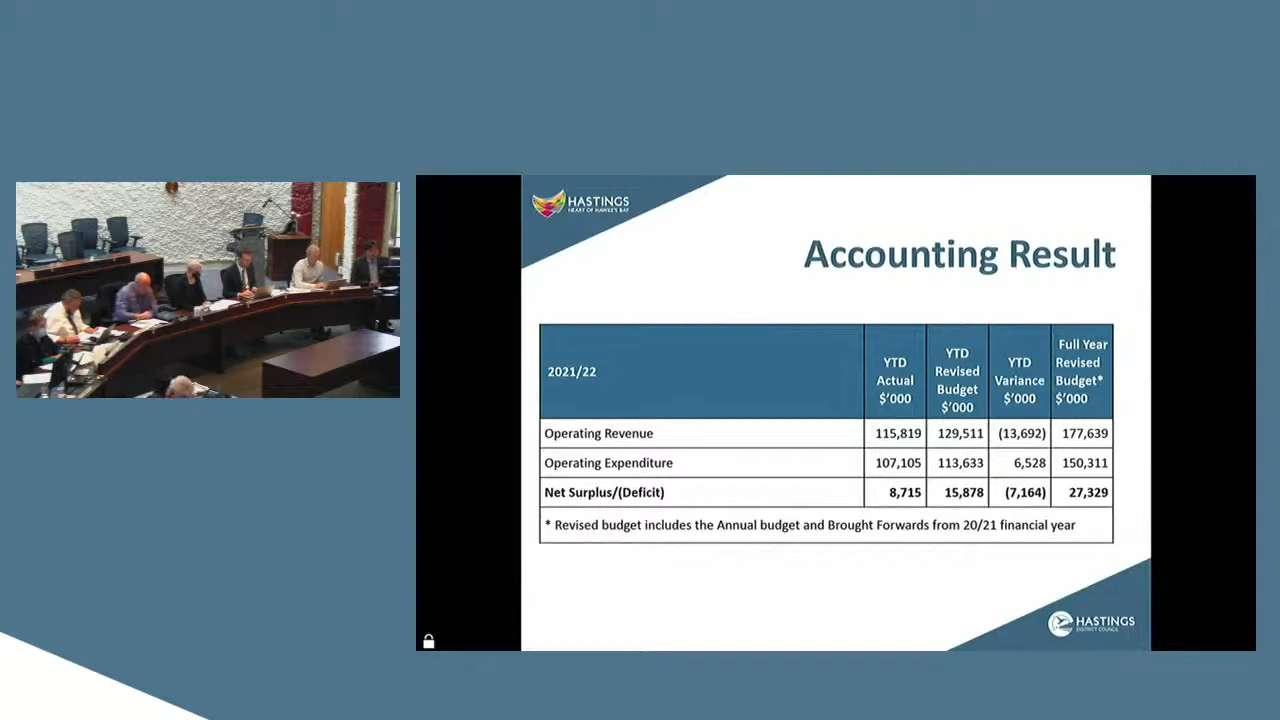 HASTINGS
HEART OF HAWKE'S BAY
Accounting Result
2021/22
YTD Actual $'000
YTD Revised Budget $'000
YTD Variance $'000
Full Year Revised Budget* $'000
Operating Revenue 115,819 129,511 (13,692) 177,639
Operating Expenditure 107,105 113,633 6,528 150,311
Net Surplus/(Deficit) 8,715 15,878 (7,164) 27,329
* Revised budget includes the Annual budget and Brought Forwards from 20/21 financial year
HASTINGS
DISTRICT COUNCIL